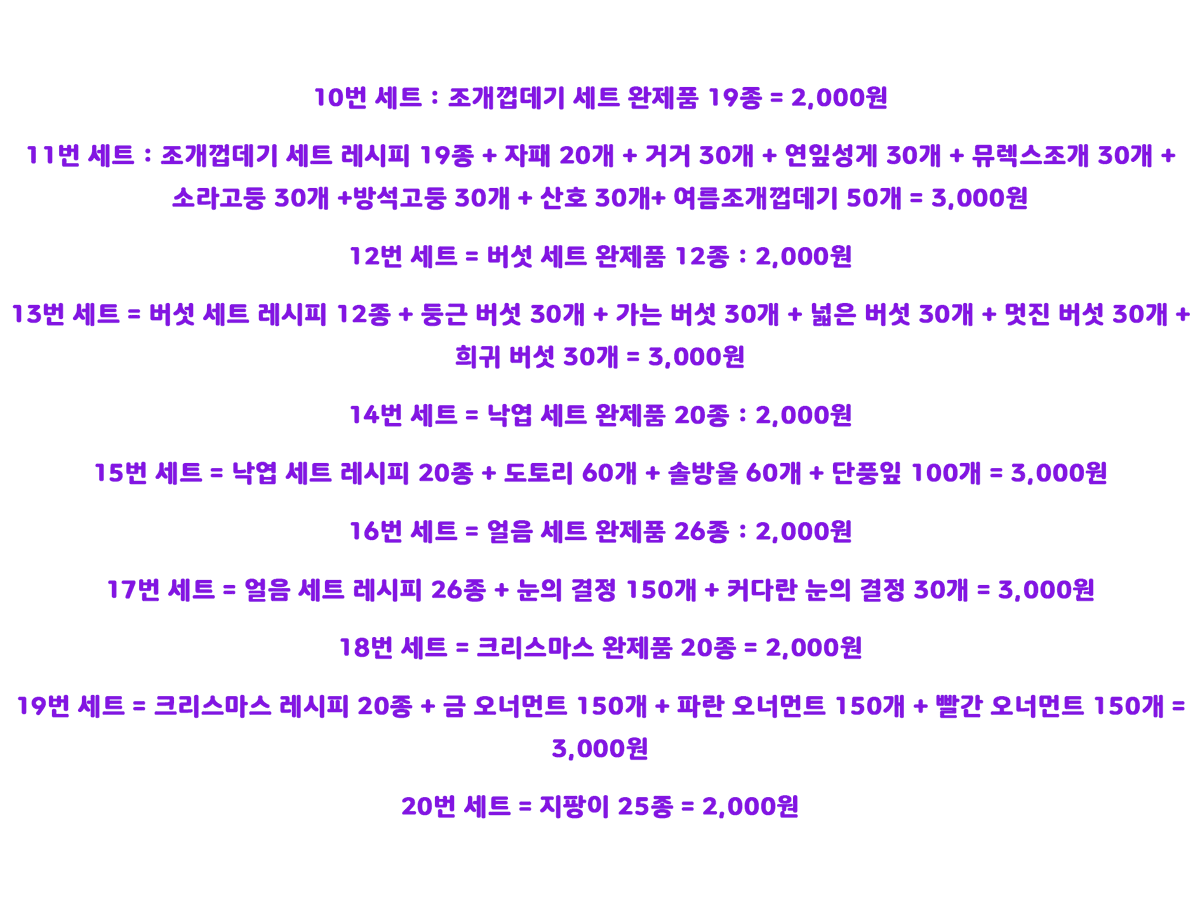 10번 세트 : 조개껍데기 세트 완제품 19종 = 2,000원
11번 세트 : 조개껍데기 세트 레시피 19종 + 자패 20개 + 거거 30개 + 연잎성게 30개 + 뮤렉스조개 30개 +
소라고둥 30개 +방석고둥 30개 + 산호 30개+ 여름조개껍데기 50개 = 3,000원
12번 세트 = 버섯 세트 완제품 12종 : 2,000원
13번 세트 = 버섯 세트 레시피 12종 + 둥근 버섯 30개 + 가는 버섯 30개 + 넓은 버섯 30개 + 멋진 버섯 30개 +
희귀 버섯 30개 = 3,000원
14번 세트 = 낙엽 세트 완제품 20종 : 2,000원
15번 세트 = 낙엽 세트 레시피 20종 + 도토리 60개 + 솔방울 60개 + 단풍잎 100개 = 3,000원
16번 세트 = 얼음 세트 완제품 26종 : 2,000원
17번 세트 = 얼음 세트 레시피 26종 + 눈의 결정 150개 + 커다란 눈의 결정 30개 = 3,000원
18번 세트 = 크리스마스 완제품 20종 = 2,000원
19번 세트 = 크리스마스 레시피 20종 + 금 오너먼트 150개 + 파란 오너먼트 150개 + 빨간 오너먼트 150개 =
3,000원
20번 세트 = 지팡이 25종 = 2,000원